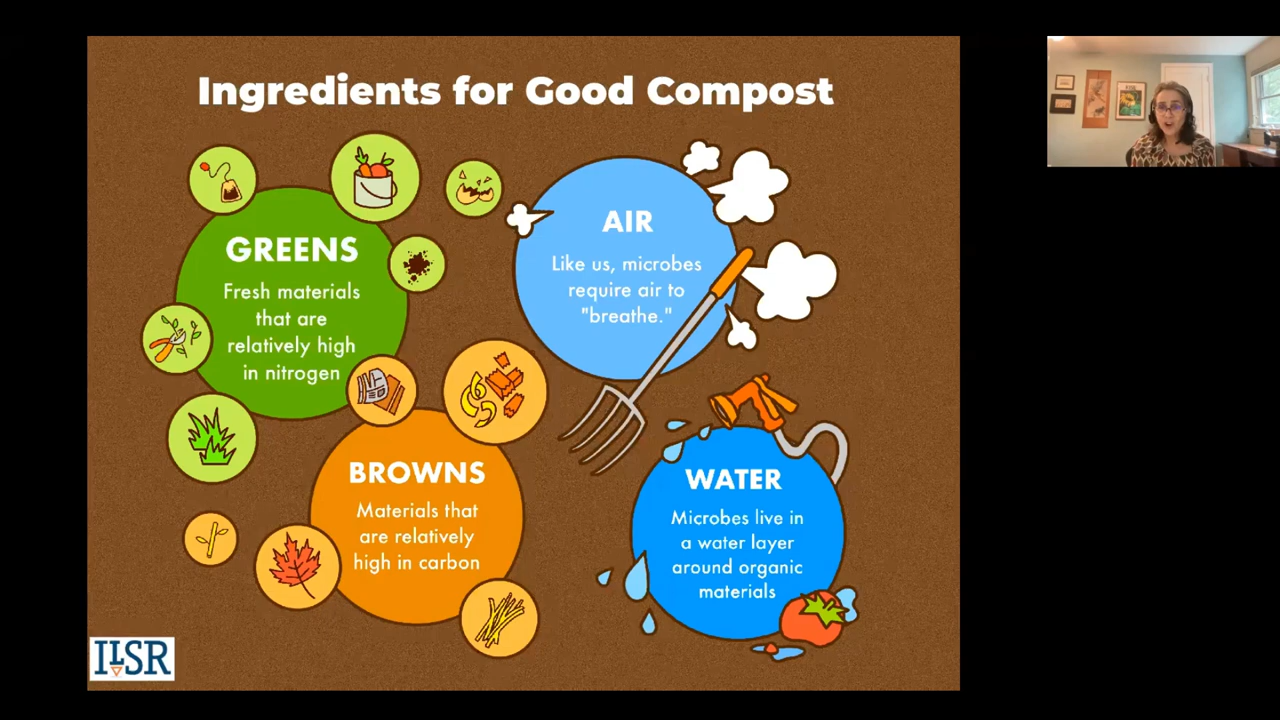 Ingredients for Good Compost
GREENS
Fresh materials
that are
relatively high
in nitrogen
AIR
Like us, microbes
require air to
"breathe."
BROWNS
Materials that
are relatively
high in carbon
WATER
Microbes live in
a water layer
around organic
materials
ILSR